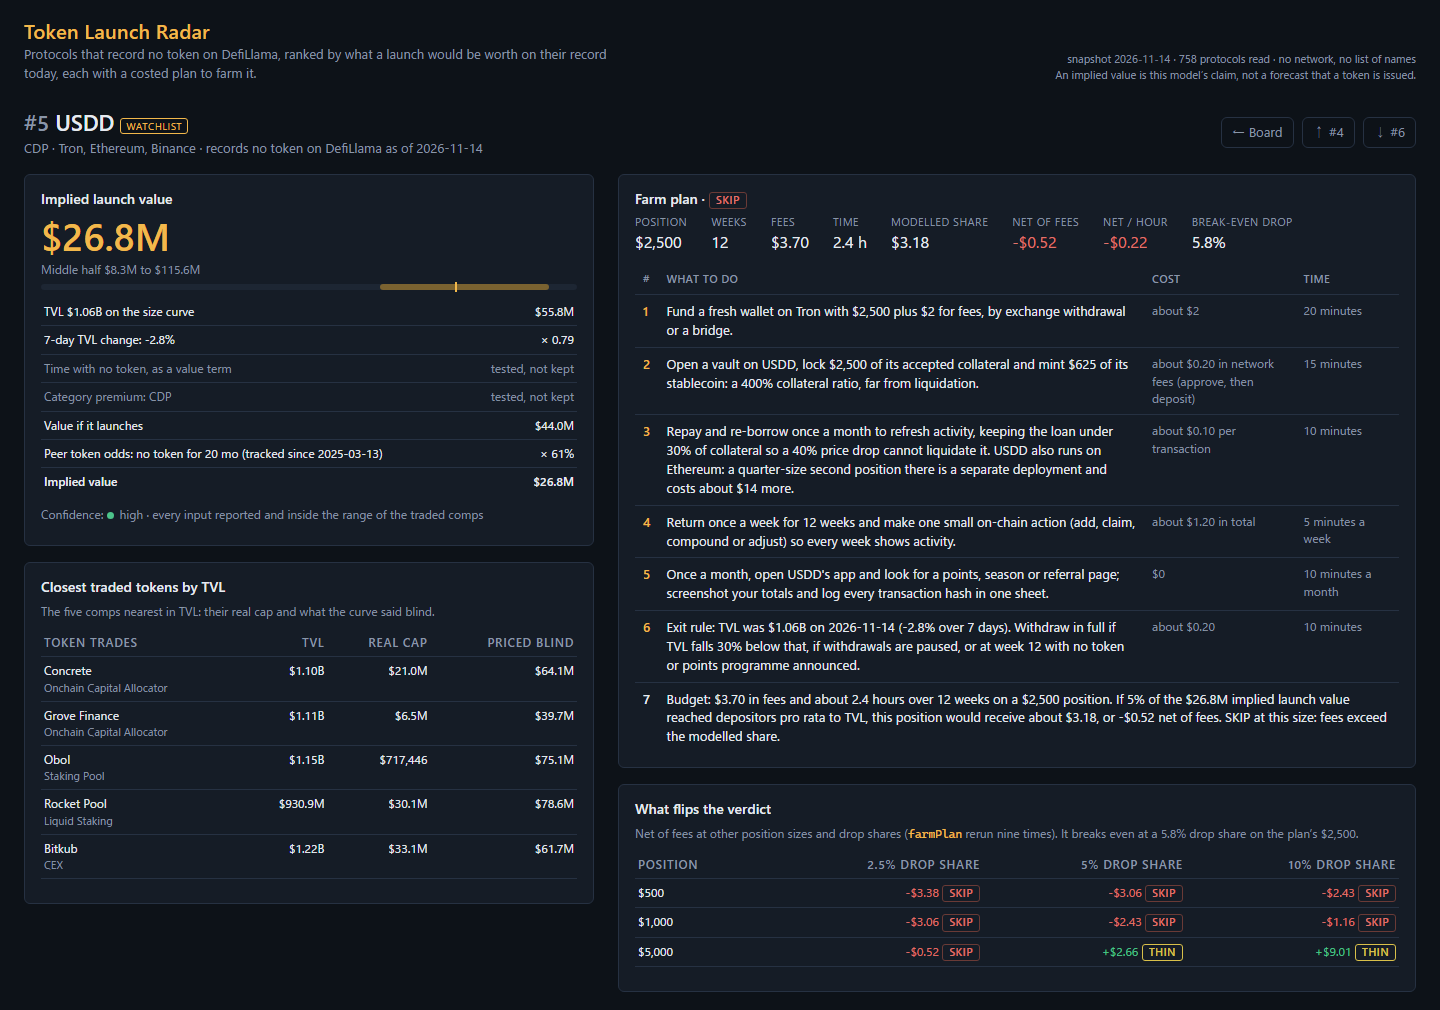 Token Launch Radar
Protocols that record no token on DefiLlama, ranked by what a launch would be worth on their record
today, each with a costed plan to farm it.
snapshot 2026-11-14 · 758 protocols read · no network, no list of names
An implied value is this model's claim, not a forecast that a token is issued.
#5 USDD WATCHLIST
CDP · Tron, Ethereum, Binance · records no token on DefiLlama as of 2026-11-14
← Board
↑ #4
↓ #6
Implied launch value
$26.8M
Middle half $8.3M to $115.6M
TVL $1.06B on the size curve $55.8M
7-day TVL change: -2.8% × 0.79
Time with no token, as a value term tested, not kept
Category premium: CDP tested, not kept
Value if it launches $44.0M
Peer token odds: no token for 20 mo (tracked since 2025-03-13) × 61%
Implied value $26.8M
Confidence: ● high · every input reported and inside the range of the traded comps
Closest traded tokens by TVL
The five comps nearest in TVL: their real cap and what the curve said blind.
TOKEN TRADES TVL REAL CAP PRICED BLIND
Concrete $1.10B $21.0M $64.1M
Onchain Capital Allocator
Grove Finance $1.11B $6.5M $39.7M
Onchain Capital Allocator
Obol $1.15B $717,446 $75.1M
Staking Pool
Rocket Pool $930.9M $30.1M $78.6M
Liquid Staking
Bitkub $1.22B $33.1M $61.7M
CEX
Farm plan · SKIP
POSITION WEEKS FEES TIME MODELLED SHARE NET OF FEES NET / HOUR BREAK-EVEN DROP
$2,500 12 $3.70 2.4 h $3.18 -$0.52 -$0.22 5.8%
# WHAT TO DO COST TIME
1 Fund a fresh wallet on Tron with $2,500 plus $2 for fees, by exchange withdrawal about $2 20 minutes
or a bridge.
2 Open a vault on USDD, lock $2,500 of its accepted collateral and mint $625 of its about $0.20 in network 15 minutes
stablecoin: a 400% collateral ratio, far from liquidation. fees (approve, then
deposit)
3 Repay and re-borrow once a month to refresh activity, keeping the loan under about $0.10 per 10 minutes
30% of collateral so a 40% price drop cannot liquidate it. USDD also runs on transaction
Ethereum: a quarter-size second position there is a separate deployment and
costs about $14 more.
4 Return once a week for 12 weeks and make one small on-chain action (add, claim, about $1.20 in total 5 minutes a
compound or adjust) so every week shows activity. week
5 Once a month, open USDD's app and look for a points, season or referral page; $0 10 minutes a
screenshot your totals and log every transaction hash in one sheet. month
6 Exit rule: TVL was $1.06B on 2026-11-14 (-2.8% over 7 days). Withdraw in full if about $0.20 10 minutes
TVL falls 30% below that, if withdrawals are paused, or at week 12 with no token
or points programme announced.
7 Budget: $3.70 in fees and about 2.4 hours over 12 weeks on a $2,500 position. If 5% of the $26.8M implied launch value
reached depositors pro rata to TVL, this position would receive about $3.18, or -$0.52 net of fees. SKIP at this size: fees exceed
the modelled share.
What flips the verdict
Net of fees at other position sizes and drop shares (farmPlan rerun nine times). It breaks even at a 5.8% drop share on the plan's $2,500.
POSITION 2.5% DROP SHARE 5% DROP SHARE 10% DROP SHARE
$500 -$3.38 SKIP -$3.06 SKIP -$2.43 SKIP
$1,000 -$3.06 SKIP -$2.43 SKIP -$1.16 SKIP
$5,000 -$0.52 SKIP +$2.66 THIN +$9.01 THIN